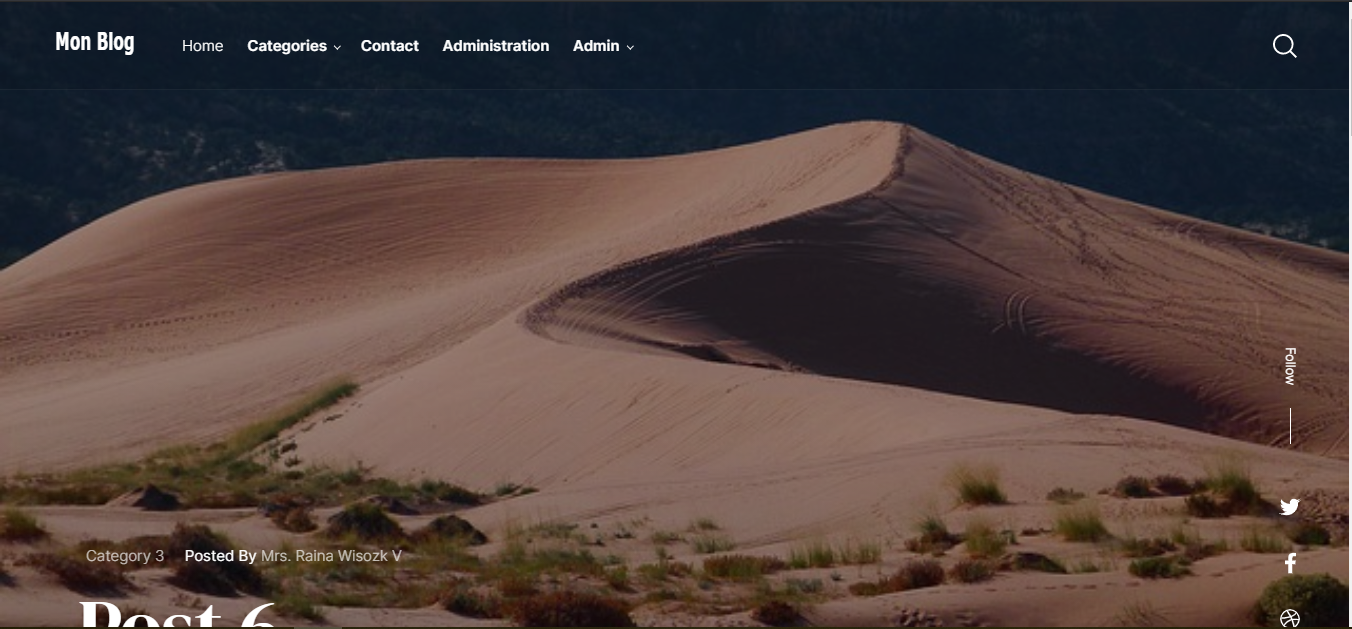 Mon Blog
Home Categories Contact Administration Admin
Follow
Category 3 Posted By Mrs. Raina Wisozk V
Post 6